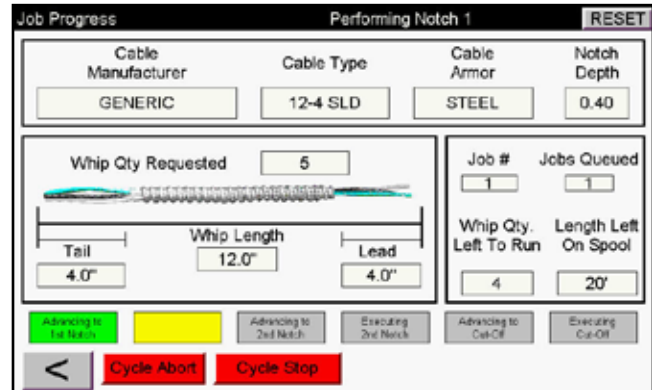 Job Progress
Performing Notch 1
RESET
Cable
Manufacturer
Cable Type
Cable
Armor
Notch
Depth
GENERIC
12-4 SLD
STEEL
0.40
Whip Qty Requested
5
Whip Length
12.0"
Tail
4.0"
Lead
4.0"
Job #
Jobs Queued
1
1
Whip Qty.
Left To Run
Length Left
On Spool
4
20'
Advancing to
1st Notch
Advancing to
2nd Notch
Executing
2nd Notch
Advancing to
Cut-Off
Executing
Cut-Off
<
Cycle Abort
Cycle Stop